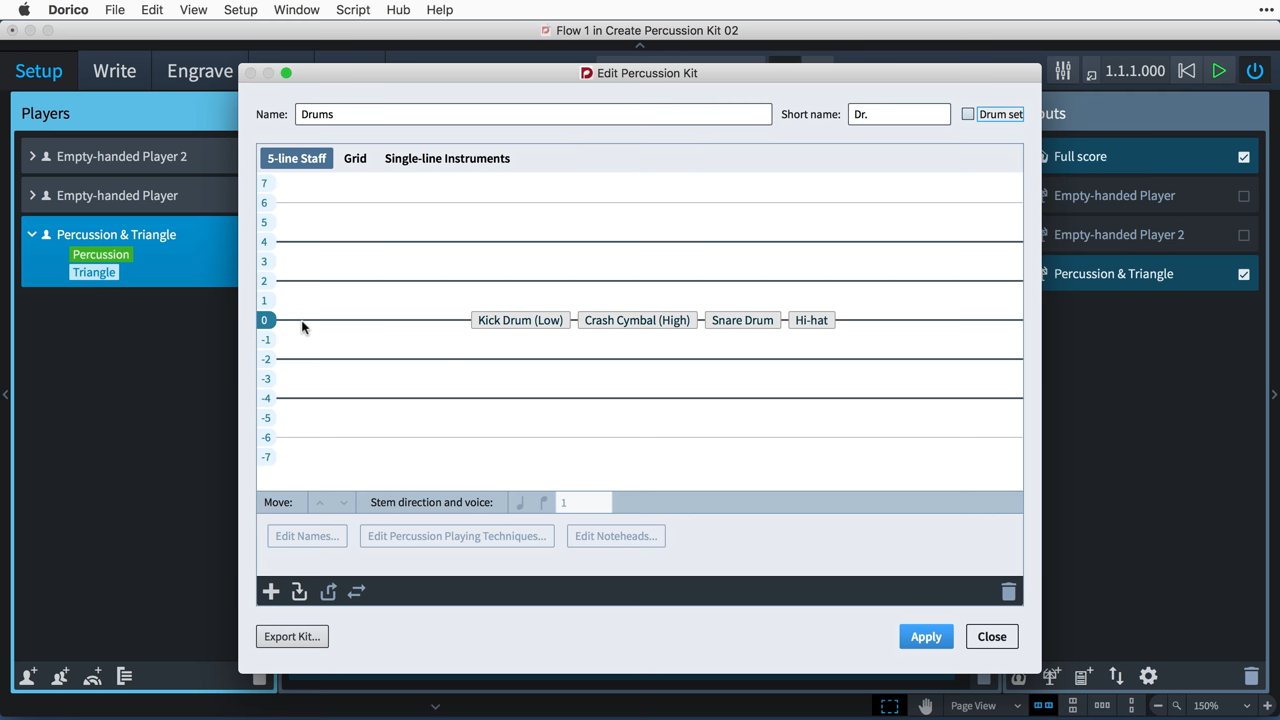 Dorico File Edit View Setup Window Script Hub Help
Flow 1 in Create Percussion Kit 02
Setup Write Engrave
1.1.1.000
Edit Percussion Kit
Name: Drums Short name: Dr. Drum set
Players
Empty-handed Player 2
Empty-handed Player
Percussion & Triangle
Percussion
Triangle
5-line Staff Grid Single-line Instruments
7
6
5
4
3
2
1
0 Kick Drum (Low) Crash Cymbal (High) Snare Drum Hi-hat
-1
-2
-3
-4
-5
-6
-7
Move: Stem direction and voice: 1
Edit Names... Edit Percussion Playing Techniques... Edit Noteheads...
Export Kit... Apply Close
Full score
Empty-handed Player
Empty-handed Player 2
Percussion & Triangle
Page View 150%